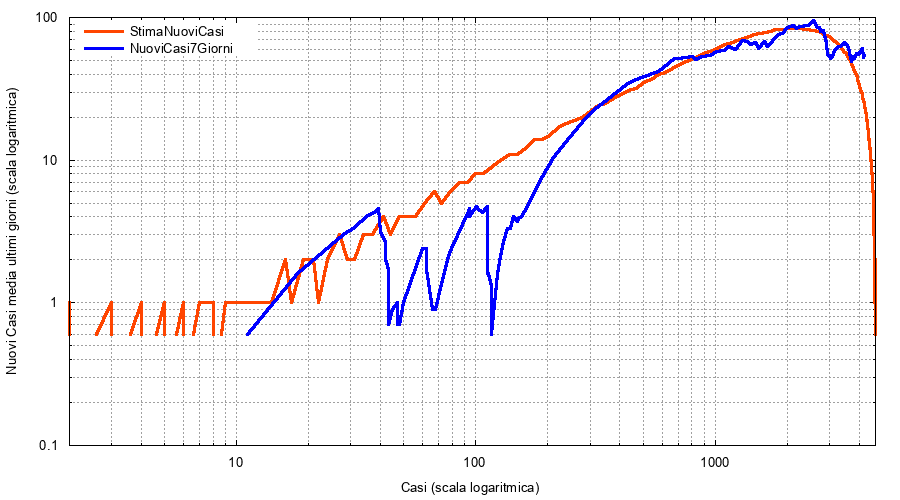 100
StimaNuoviCasi
NuoviCasi7Giorni
10
1
0.1
Nuovi Casi media ultimi giorni (scala logaritmica)
10
100
1000
Casi (scala logaritmica)